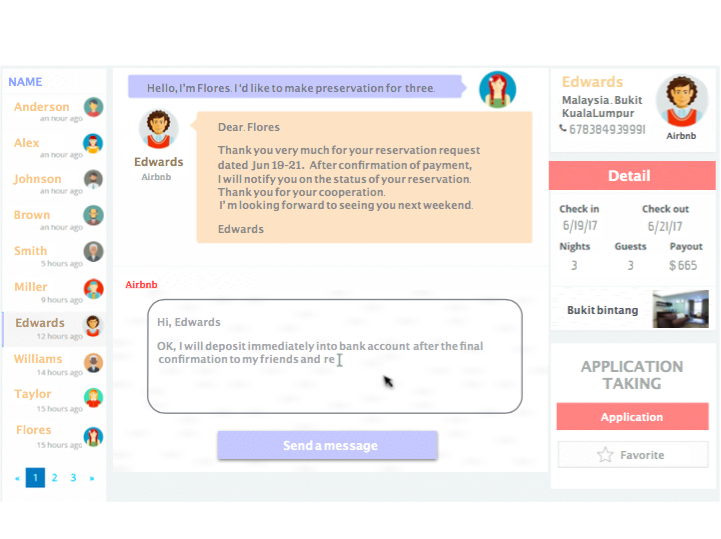 NAME
Anderson
an hour ago
Alex
an hour ago
Johnson
an hour ago
Brown
an hour ago
Smith
5 hours ago
Miller
9 hours ago
Edwards
12 hours ago
Williams
14 hours ago
Taylor
15 hours ago
Flores
15 hours ago
« 1 2 3 »
Hello, I'm Flores. I 'd like to make preservation for three.
Edwards
Airbnb
Dear. Flores
Thank you very much for your reservation request
dated Jun 19-21. After confirmation of payment,
I will notify you on the status of your reservation.
Thank you for your cooperation.
I'm looking forward to seeing you next weekend.
Edwards
Airbnb
Hi, Edwards
OK, I will deposit immediately into bank account after the final
confirmation to my friends and re
Send a message
Edwards
Malaysia. Bukit
KualaLumpur
678384939991
Airbnb
Detail
Check in Check out
6/19/17 6/21/17
Nights Guests Payout
3 3 $665
Bukit bintang
APPLICATION
TAKING
Application
Favorite